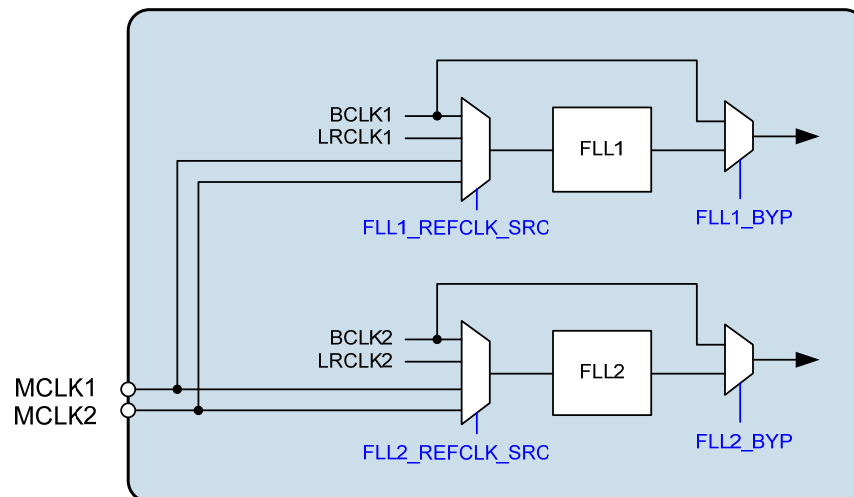 BCLK1
LRCLK1
FLL1
FLL1_REFCLK_SRC
FLL1_BYP
BCLK2
LRCLK2
FLL2
MCLK1
MCLK2
FLL2_REFCLK_SRC
FLL2_BYP